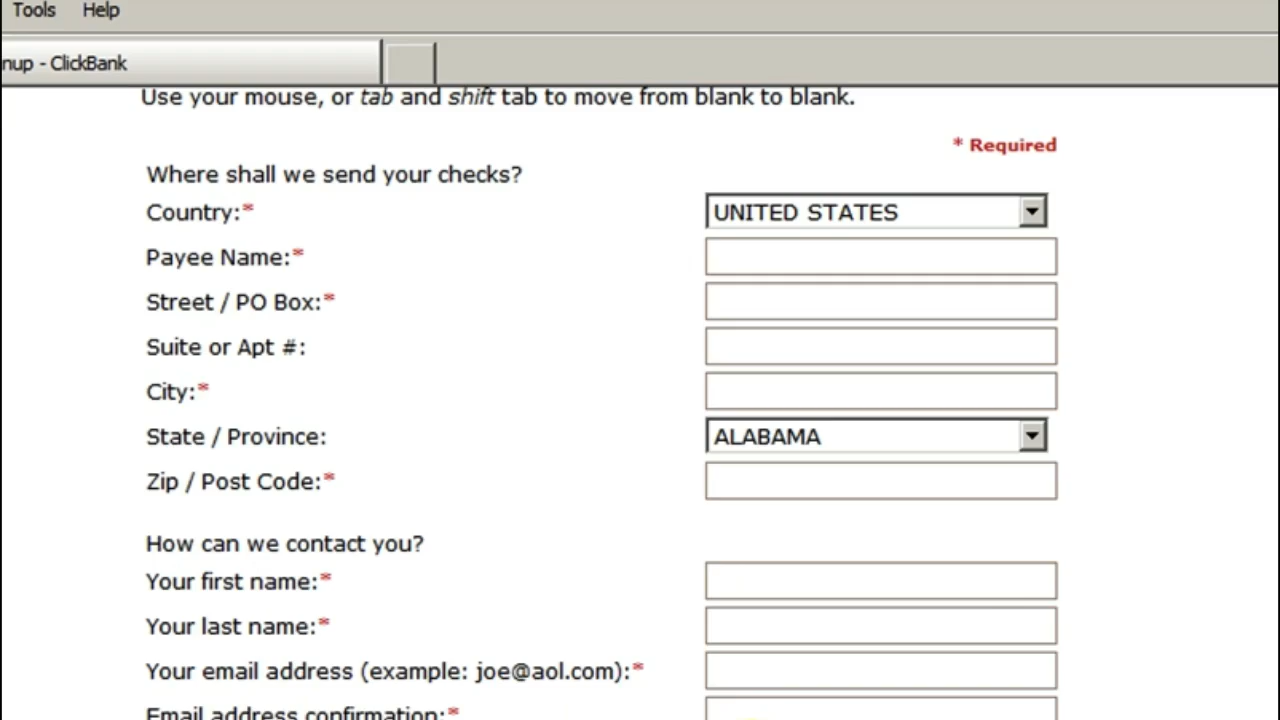 Tools Help
nup - ClickBank
Use your mouse, or tab and shift tab to move from blank to blank.
* Required
Where shall we send your checks?
Country:* UNITED STATES
Payee Name:*
Street / PO Box:*
Suite or Apt #:
City:*
State / Province: ALABAMA
Zip / Post Code:*
How can we contact you?
Your first name:*
Your last name:*
Your email address (example: joe@aol.com):*
Email address confirmation:*